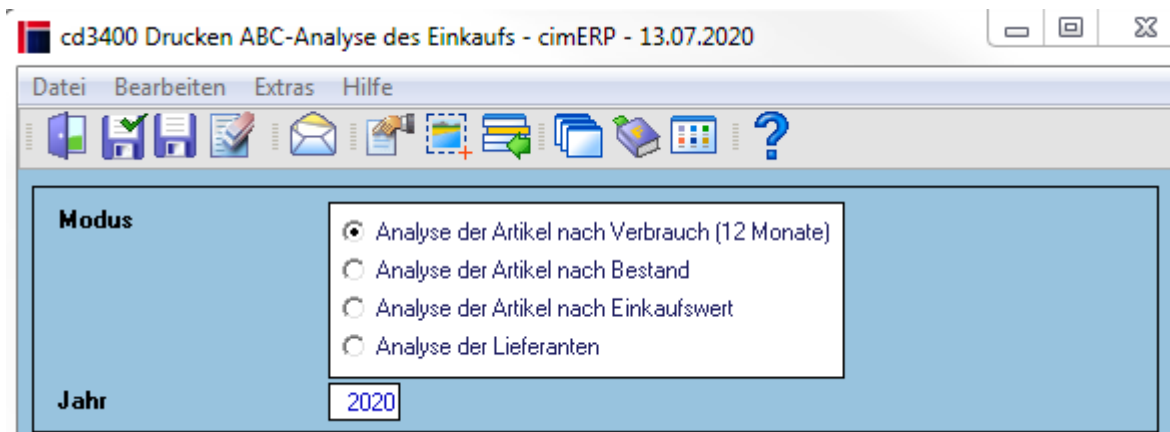 cd3400 Drucken ABC-Analyse des Einkaufs - cimERP - 13.07.2020
Datei Bearbeiten Extras Hilfe
Modus
Analyse der Artikel nach Verbrauch (12 Monate)
Analyse der Artikel nach Bestand
Analyse der Artikel nach Einkaufswert
Analyse der Lieferanten
Jahr 2020